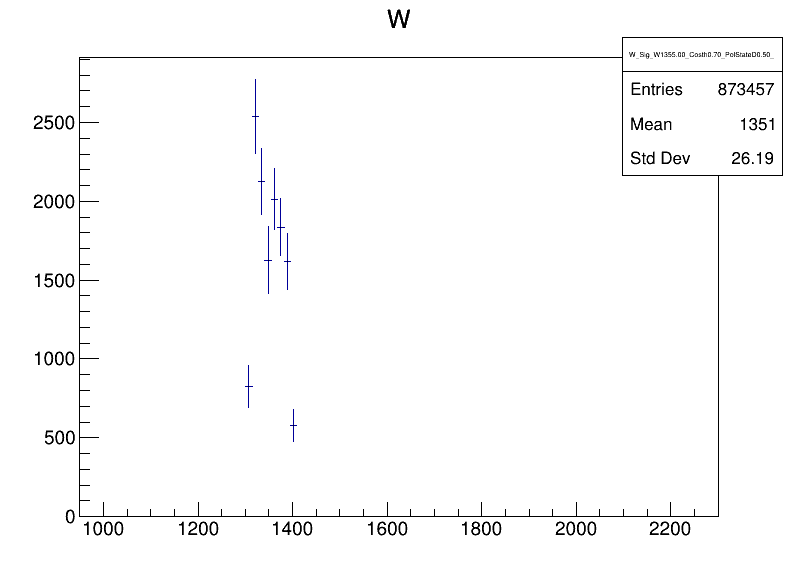 W
W_Sig_W1355.00_Costh0.70_PolStateD0.50_
Entries 873457
Mean 1351
Std Dev 26.19
2500
2000
1500
1000
500
0
1000 1200 1400 1600 1800 2000 2200